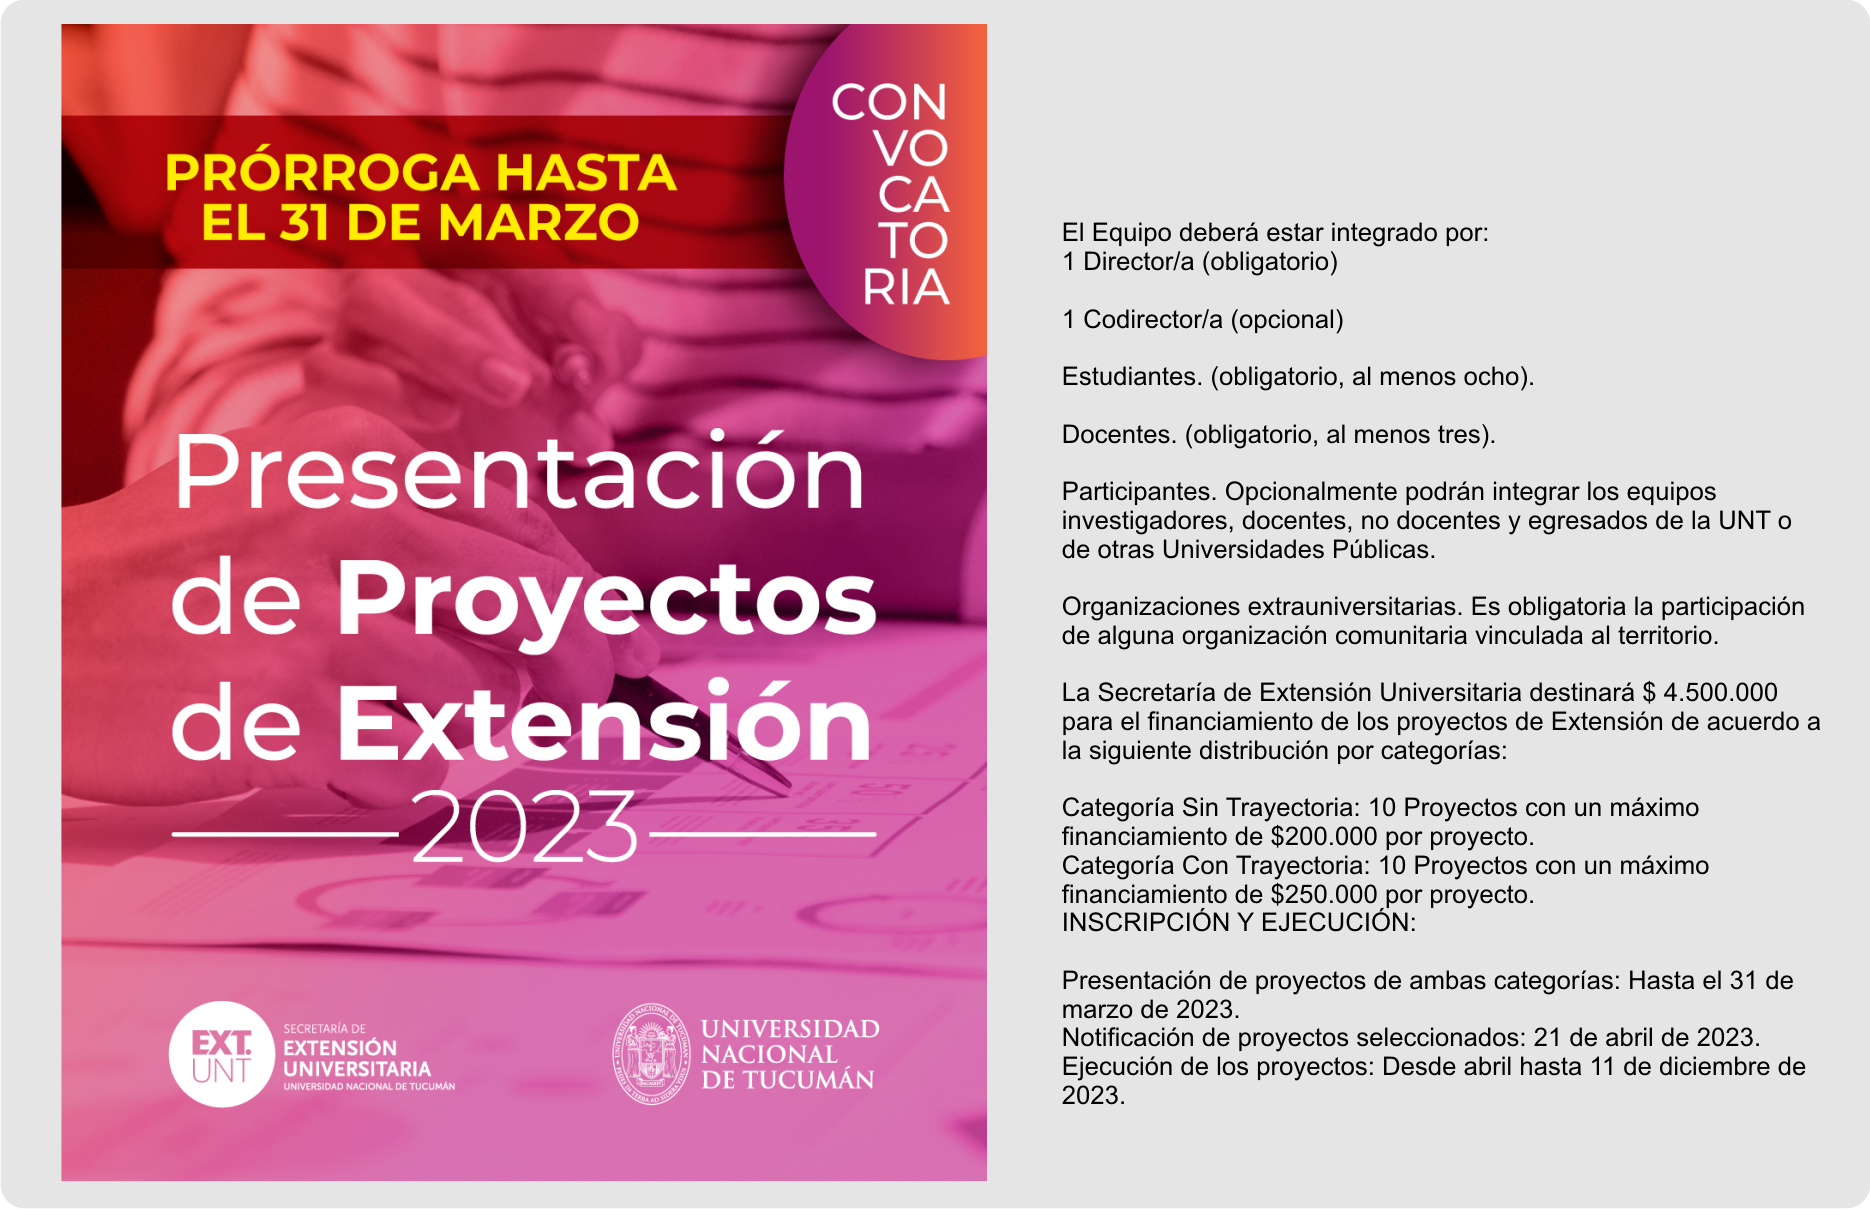 PRÓRROGA HASTA
EL 31 DE MARZO
CON
VO
CA
TO
RIA
Presentación
de Proyectos
de Extensión
2023
EXT.
UNT
SECRETARÍA DE
EXTENSIÓN
UNIVERSITARIA
UNIVERSIDAD NACIONAL DE TUCUMÁN
UNIVERSIDAD
NACIONAL
DE TUCUMÁN
El Equipo deberá estar integrado por:
1 Director/a (obligatorio)
1 Codirector/a (opcional)
Estudiantes. (obligatorio, al menos ocho).
Docentes. (obligatorio, al menos tres).
Participantes. Opcionalmente podrán integrar los equipos
investigadores, docentes, no docentes y egresados de la UNT o
de otras Universidades Públicas.
Organizaciones extrauniversitarias. Es obligatoria la participación
de alguna organización comunitaria vinculada al territorio.
La Secretaría de Extensión Universitaria destinará $ 4.500.000
para el financiamiento de los proyectos de Extensión de acuerdo a
la siguiente distribución por categorías:
Categoría Sin Trayectoria: 10 Proyectos con un máximo
financiamiento de $200.000 por proyecto.
Categoría Con Trayectoria: 10 Proyectos con un máximo
financiamiento de $250.000 por proyecto.
INSCRIPCIÓN Y EJECUCIÓN:
Presentación de proyectos de ambas categorías: Hasta el 31 de
marzo de 2023.
Notificación de proyectos seleccionados: 21 de abril de 2023.
Ejecución de los proyectos: Desde abril hasta 11 de diciembre de
2023.